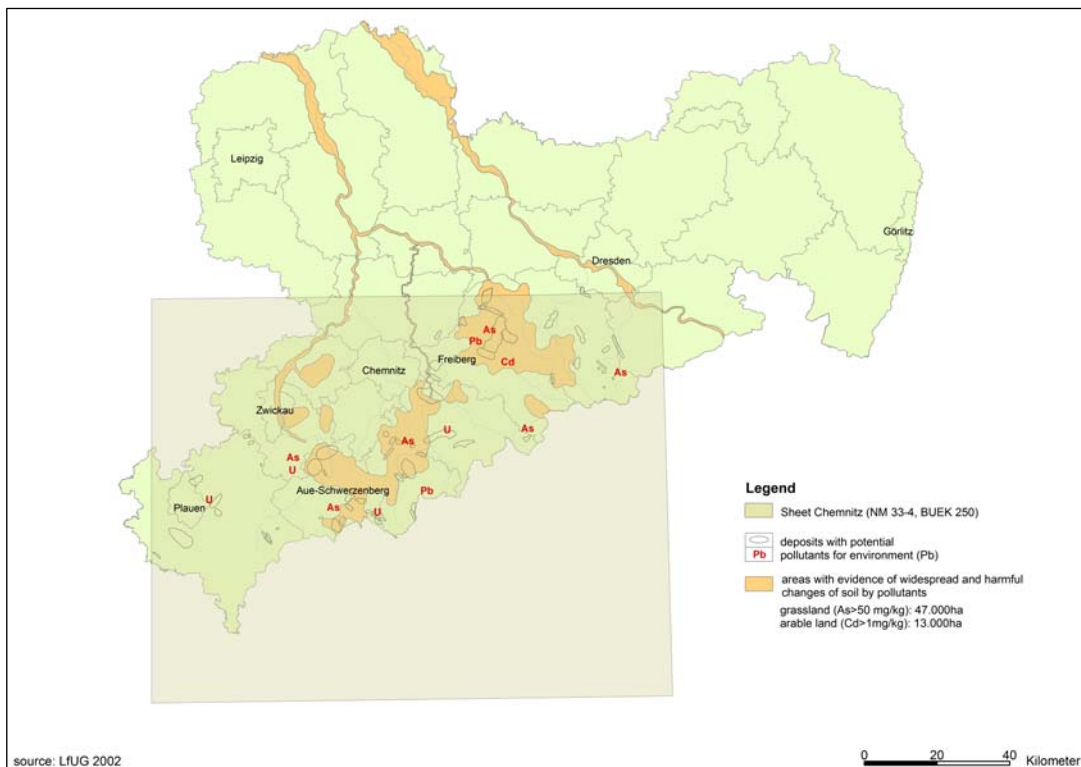 Leipzig
Görlitz
Dresden
As
Pb
Freiberg
Cd
Chemnitz
As
Zwickau
As
U
As
As
U
Aue-Schwerzenberg
Pb
U
Plauen
As
U
Legend
Sheet Chemnitz (NM 33-4, BUEK 250)
deposits with potential
Pb pollutants for environment (Pb)
areas with evidence of widespread and harmful
changes of soil by pollutants
grassland (As>50 mg/kg): 47.000ha
arable land (Cd>1mg/kg): 13.000ha
source: LfUG 2002
0 20 40 Kilometer